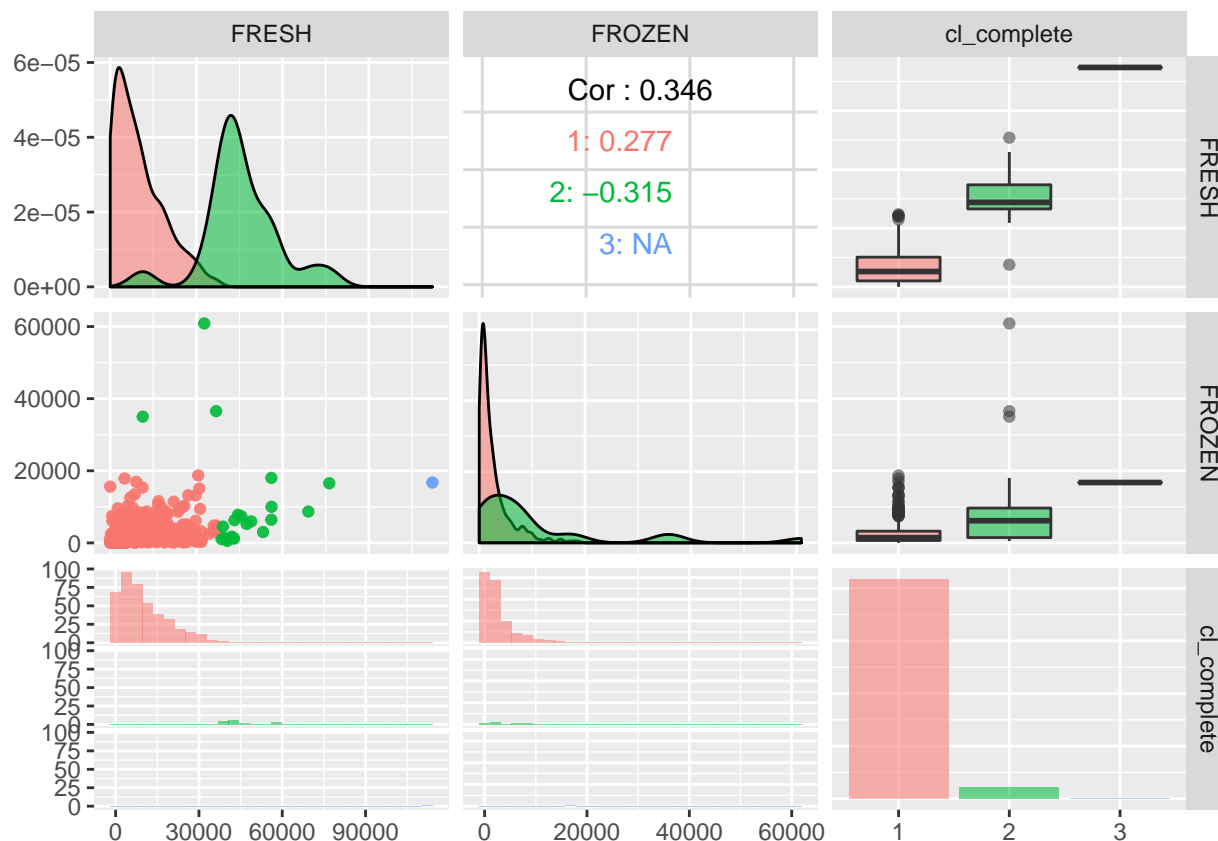 FRESH FROZEN cl_complete
6e−05
4e−05
2e−05
0e+00
Cor : 0.346
1: 0.277
2: −0.315
3: NA
FRESH
60000
40000
20000
0
FROZEN
100
75
50
25
0
100
75
50
25
0
100
75
50
25
0
cl_complete
0 30000 60000 90000
0 20000 40000 60000
1 2 3